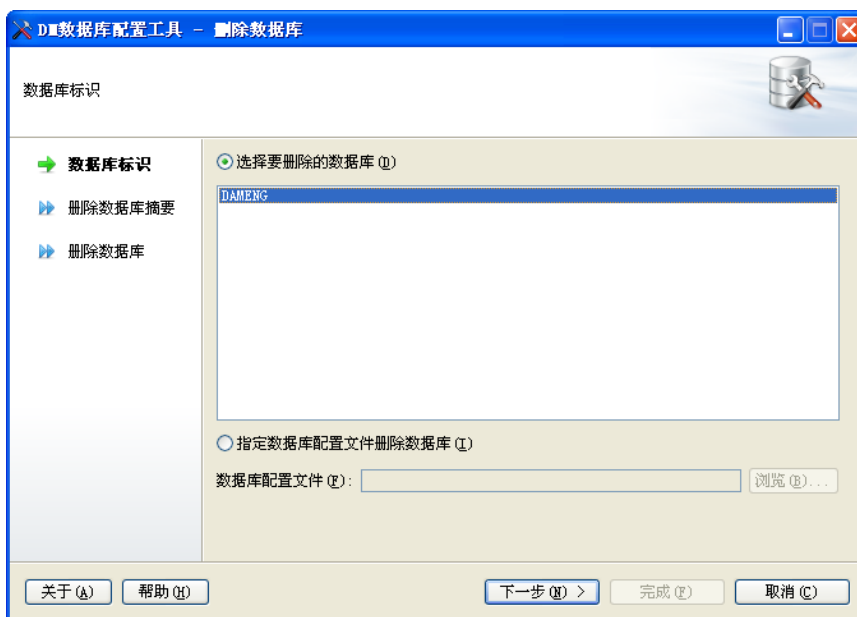 DM数据库配置工具 - 删除数据库
数据库标识
数据库标识
删除数据库摘要
删除数据库
选择要删除的数据库(D)
DAMENG
指定数据库配置文件删除数据库(I)
数据库配置文件(F):
浏览(B)...
关于(A) 帮助(H) 下一步(N) > 完成(F) 取消(C)